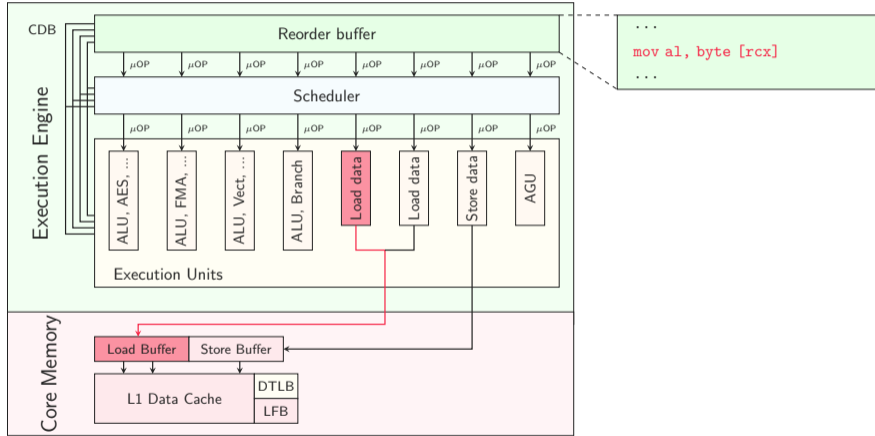 CDB
Reorder buffer
...
mov al, byte [rcx]
...
μOP μOP μOP μOP μOP μOP μOP μOP
Scheduler
μOP μOP μOP μOP μOP μOP μOP μOP
Execution Engine
ALU, AES, ...
ALU, FMA, ...
ALU, Vect, ...
ALU, Branch
Load data
Load data
Store data
AGU
Execution Units
Core Memory
Load Buffer
Store Buffer
L1 Data Cache
DTLB
LFB